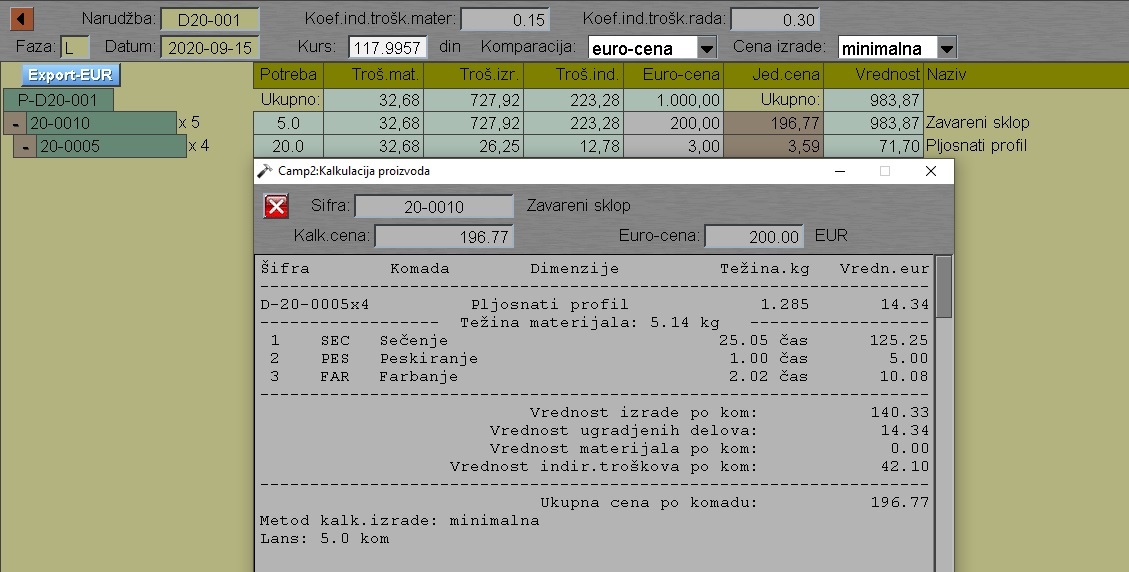 Narudžba: D20-001 Koef.ind.trošk.mater: 0.15 Koef.ind.trošk.rada: 0.30
Faza: L Datum: 2020-09-15 Kurs: 117.9957 din Komparacija: euro-cena Cena izrade: minimalna
Export-EUR Potreba Troš.mat. Troš.izr. Troš.ind. Euro-cena Jed.cena Vrednost Naziv
P-D20-001 Ukupno: 32,68 727,92 223,28 1.000,00 Ukupno: 983,87
- 20-0010 x 5 5.0 32,68 727,92 223,28 200,00 196,77 983,87 Zavareni sklop
- 20-0005 x 4 20.0 32,68 26,25 12,78 3,00 3,59 71,70 Pljosnati profil
Camp2:Kalkulacija proizvoda
Sifra: 20-0010 Zavareni sklop
Kalk.cena: 196.77 Euro-cena: 200.00 EUR
Šifra Komada Dimenzije Težina.kg Vredn.eur
D-20-0005x4 Pljosnati profil 1.285 14.34
Težina materijala: 5.14 kg
1 SEC Sečenje 25.05 čas 125.25
2 PES Peskiranje 1.00 čas 5.00
3 FAR Farbanje 2.02 čas 10.08
Vrednost izrade po kom: 140.33
Vrednost ugradjenih delova: 14.34
Vrednost materijala po kom: 0.00
Vrednost indir.troškova po kom: 42.10
Ukupna cena po komadu: 196.77
Metod kalk.izrade: minimalna
Lans: 5.0 kom